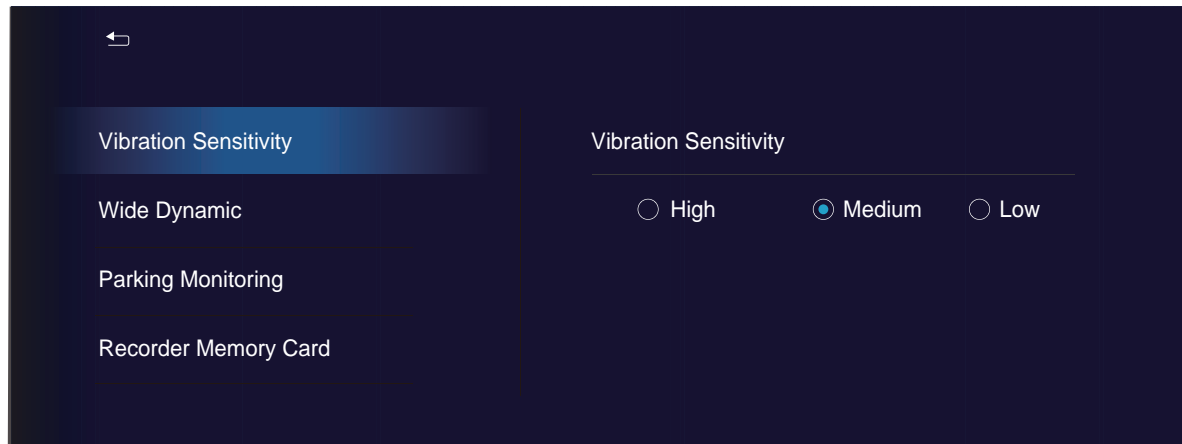 Vibration Sensitivity
Wide Dynamic
Parking Monitoring
Recorder Memory Card
Vibration Sensitivity
High Medium Low